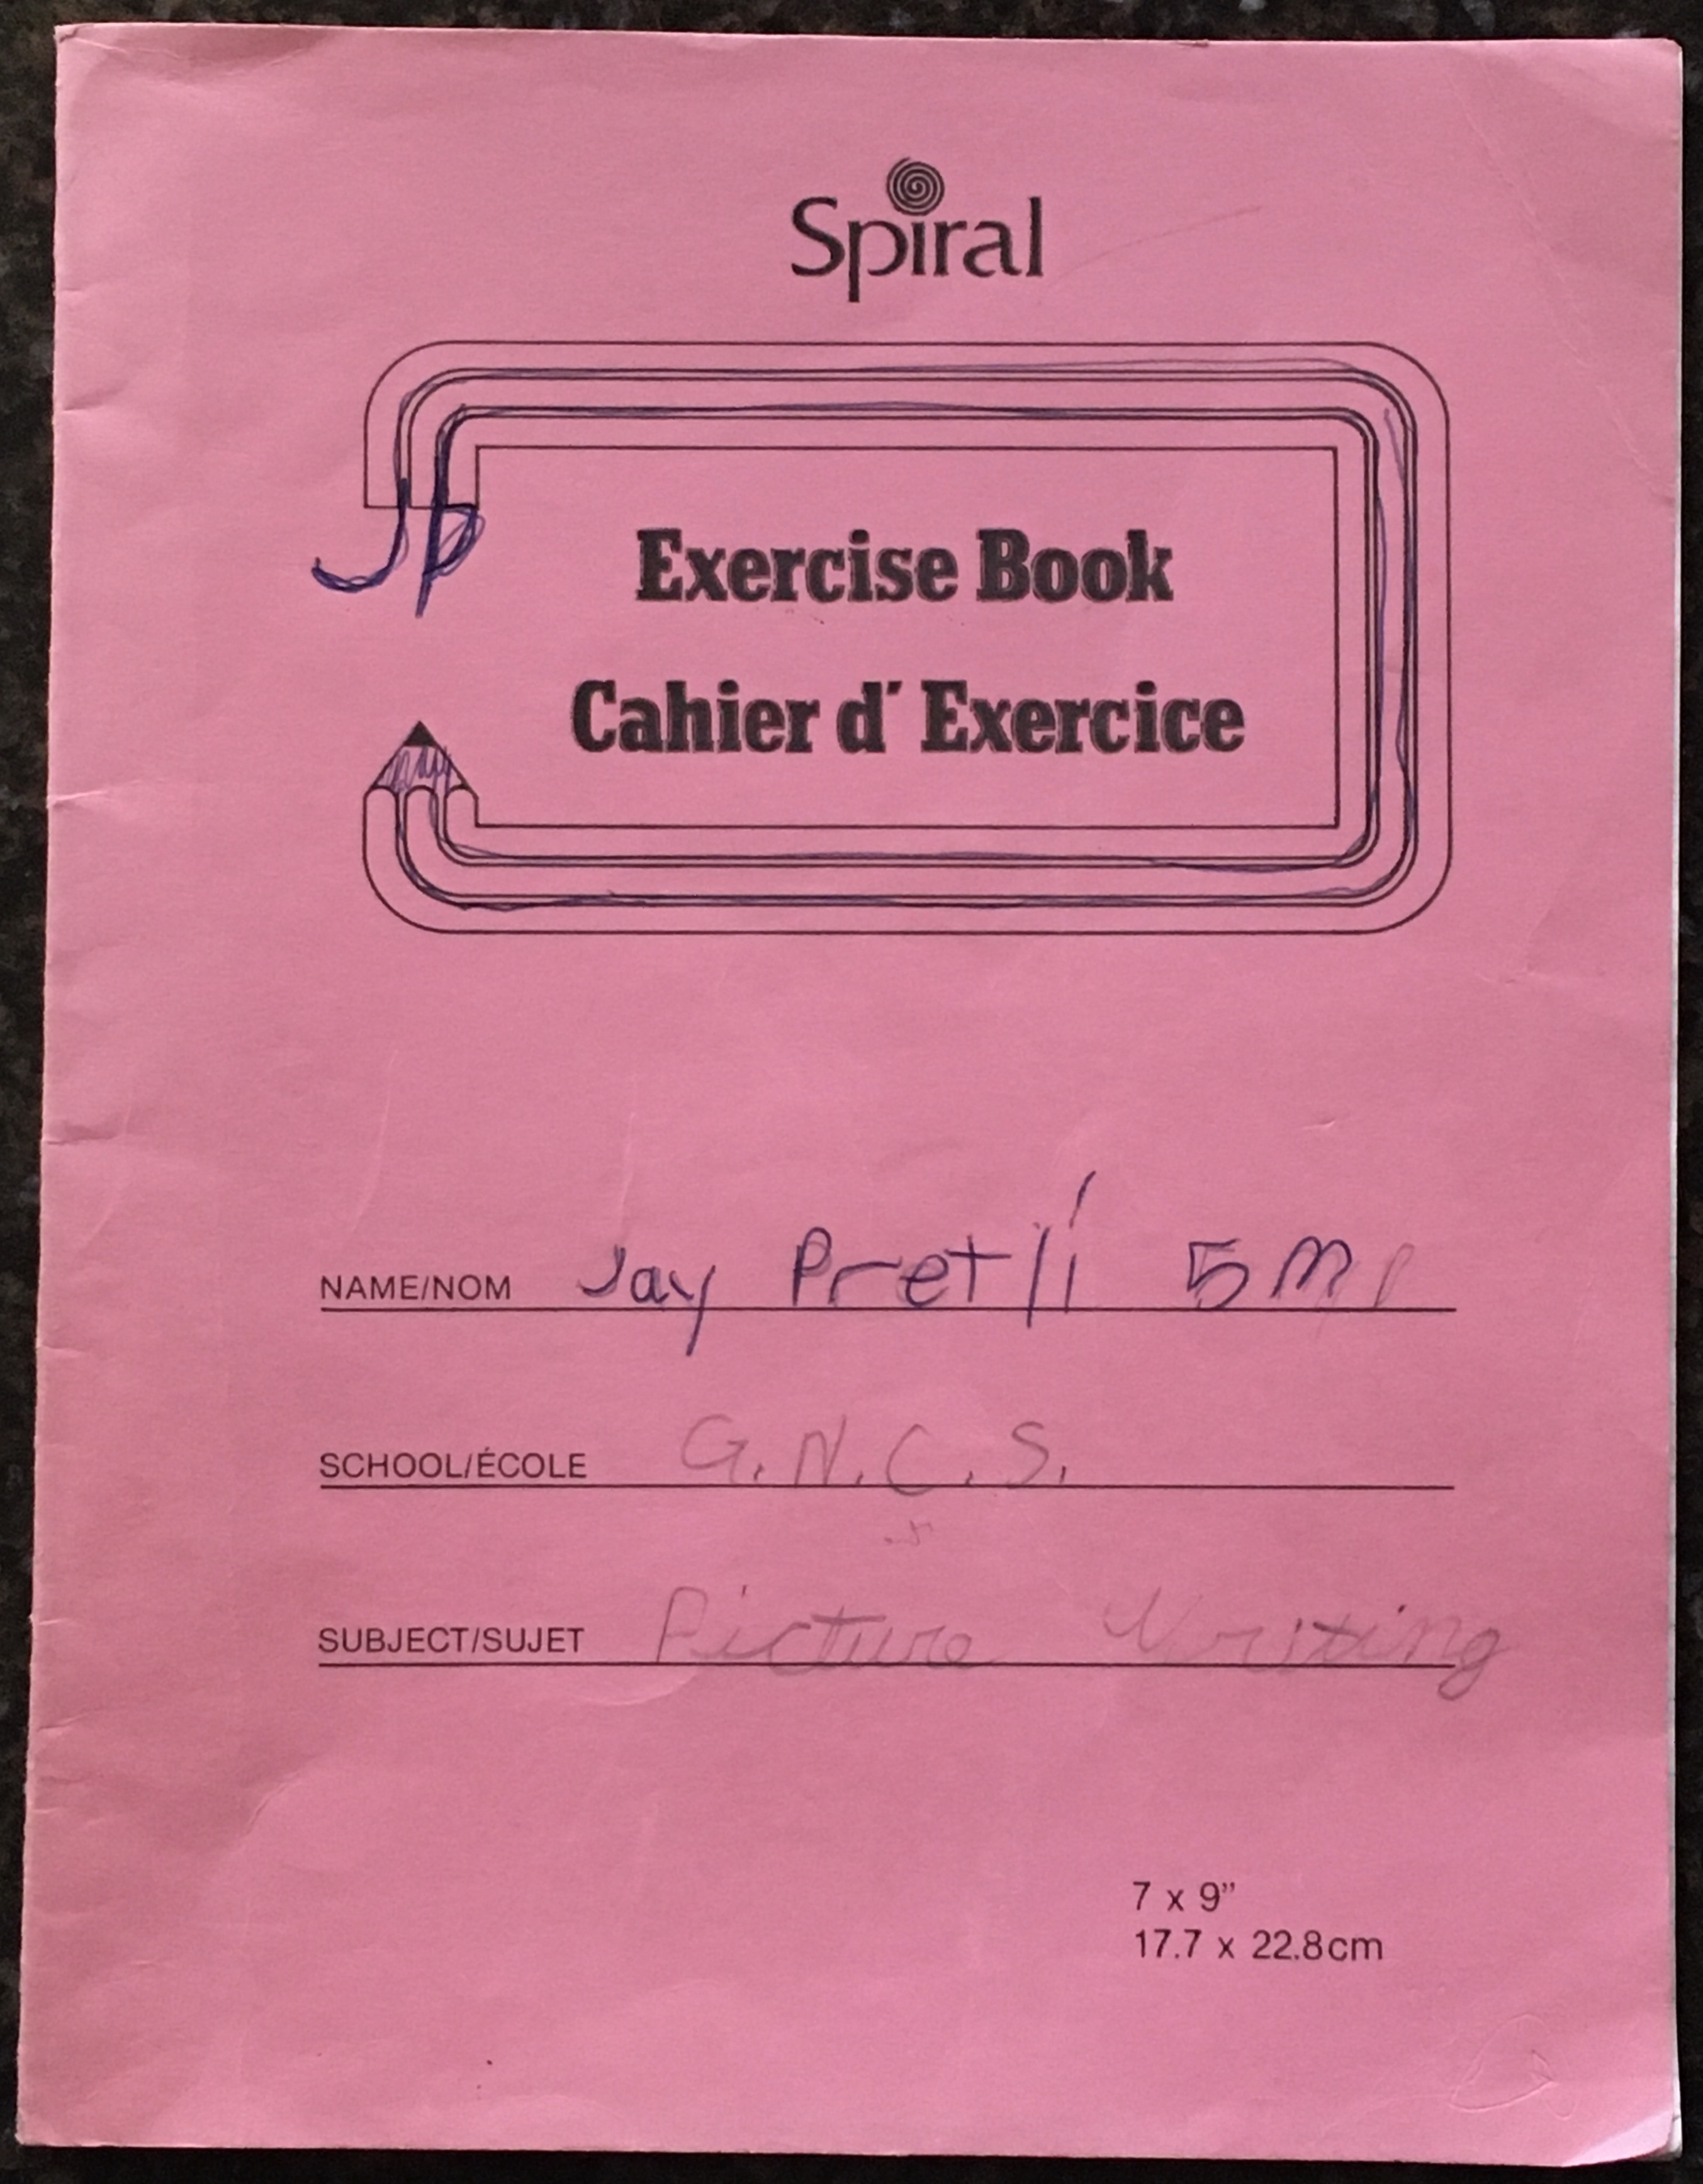 Spiral
Jp
Exercise Book
Cahier d' Exercice
NAME/NOM Jay Pretli 5M
SCHOOL/ÉCOLE G.N.C.S.
SUBJECT/SUJET Picture Writing
7 x 9"
17.7 x 22.8cm